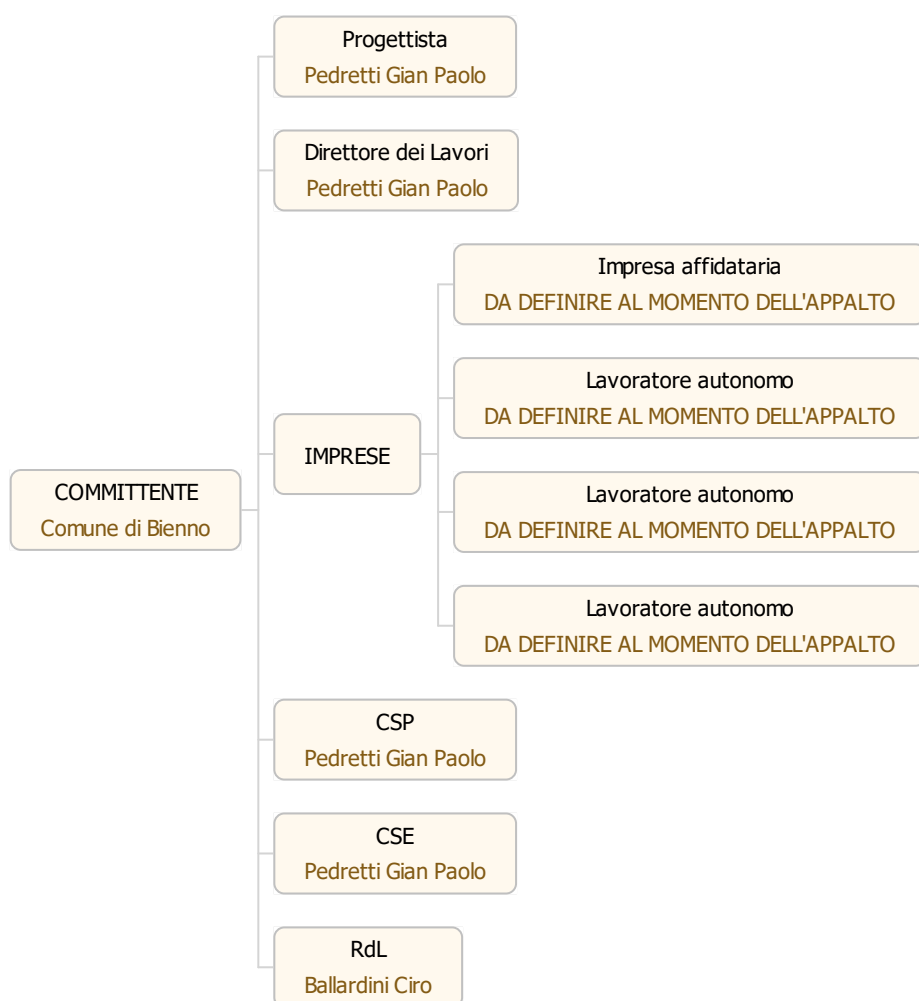 Progettista
Pedretti Gian Paolo
Direttore dei Lavori
Pedretti Gian Paolo
Impresa affidataria
DA DEFINIRE AL MOMENTO DELL'APPALTO
Lavoratore autonomo
DA DEFINIRE AL MOMENTO DELL'APPALTO
IMPRESE
COMMITTENTE
Comune di Bienno
Lavoratore autonomo
DA DEFINIRE AL MOMENTO DELL'APPALTO
Lavoratore autonomo
DA DEFINIRE AL MOMENTO DELL'APPALTO
CSP
Pedretti Gian Paolo
CSE
Pedretti Gian Paolo
RdL
Ballardini Ciro